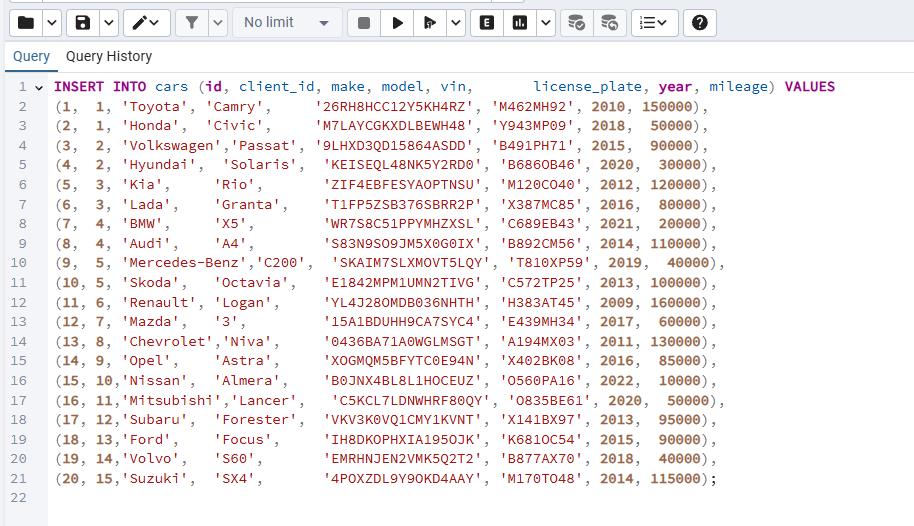 No limit
Query Query History
1 INSERT INTO cars (id, client_id, make, model, vin, license_plate, year, mileage) VALUES
2 (1, 1, 'Toyota', 'Camry', '26RH8HCC12Y5KH4RZ', 'M462MH92', 2010, 150000),
3 (2, 1, 'Honda', 'Civic', 'M7LAYCGKXDLBEWH48', 'Y943MP09', 2018, 50000),
4 (3, 2, 'Volkswagen','Passat', '9LHXD3QD15864ASDD', 'B491PH71', 2015, 90000),
5 (4, 2, 'Hyundai', 'Solaris', 'KEISEQL48NK5Y2RD0', 'B686OB46', 2020, 30000),
6 (5, 3, 'Kia', 'Rio', 'ZIF4EBFESYAOPTNSU', 'M120CO40', 2012, 120000),
7 (6, 3, 'Lada', 'Granta', 'T1FP5ZSB376SBRR2P', 'X387MC85', 2016, 80000),
8 (7, 4, 'BMW', 'X5', 'WR7S8C51PPYMHZXSL', 'C689EB43', 2021, 20000),
9 (8, 4, 'Audi', 'A4', 'S83N9SO9JM5X0G0IX', 'B892CM56', 2014, 110000),
10 (9, 5, 'Mercedes-Benz','C200', 'SKAIM7SLXMOVT5LQY', 'T810XP59', 2019, 40000),
11 (10, 5, 'Skoda', 'Octavia', 'E1842MPM1UMN2TIVG', 'C572TP25', 2013, 100000),
12 (11, 6, 'Renault', 'Logan', 'YL4J28OMDB036NHTH', 'H383AT45', 2009, 160000),
13 (12, 7, 'Mazda', '3', '15A1BDUHH9CA7SYC4', 'E439MH34', 2017, 60000),
14 (13, 8, 'Chevrolet','Niva', '0436BA71A0WGLMSGT', 'A194MX03', 2011, 130000),
15 (14, 9, 'Opel', 'Astra', 'XOGMQM5BFYTC0E94N', 'X402BK08', 2016, 85000),
16 (15, 10,'Nissan', 'Almera', 'B0JNX4BL8L1HOCEUZ', 'O560PA16', 2022, 10000),
17 (16, 11,'Mitsubishi','Lancer', 'C5KCL7LDNWHRF80QY', 'O835BE61', 2020, 50000),
18 (17, 12,'Subaru', 'Forester', 'VKV3K0VQ1CMY1KVNT', 'X141BX97', 2013, 95000),
19 (18, 13,'Ford', 'Focus', 'IH8DKOPHXIA195OJK', 'K681OC54', 2015, 90000),
20 (19, 14,'Volvo', 'S60', 'EMRHNJEN2VMK5Q2T2', 'B877AX70', 2018, 40000),
21 (20, 15,'Suzuki', 'SX4', '4POXZDL9Y9OKD4AAY', 'M170TO48', 2014, 115000);
22